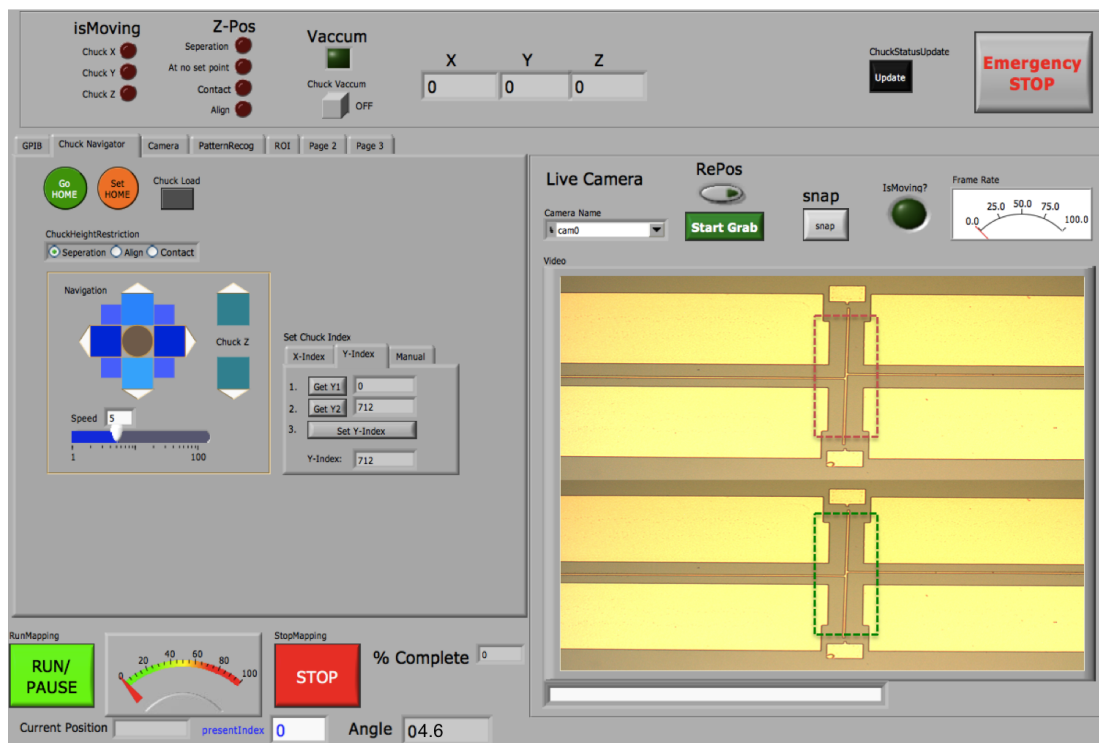 isMoving
Chuck X
Chuck Y
Chuck Z
Z-Pos
Seperation
At no set point
Contact
Align
Vaccum
Chuck Vaccum
OFF
X Y Z
0 0 0
ChuckStatusUpdate
Update
Emergency
STOP
GPIB Chuck Navigator Camera PatternRecog ROI Page 2 Page 3
Go
HOME
Set
HOME
Chuck Load
ChuckHeightRestriction
Seperation Align Contact
Navigation
Chuck Z
Speed 5
1 100
Set Chuck Index
X-Index Y-Index Manual
1. Get Y1 0
2. Get Y2 712
3. Set Y-Index
Y-Index: 712
Live Camera
Camera Name
cam0
RePos
Start Grab
snap
snap
IsMoving?
Frame Rate
0.0 25.0 50.0 75.0 100.0
Video
RunMapping
RUN/
PAUSE
0 20 40 60 80 100
StopMapping
STOP
% Complete 0
Current Position
presentIndex 0
Angle 04.6